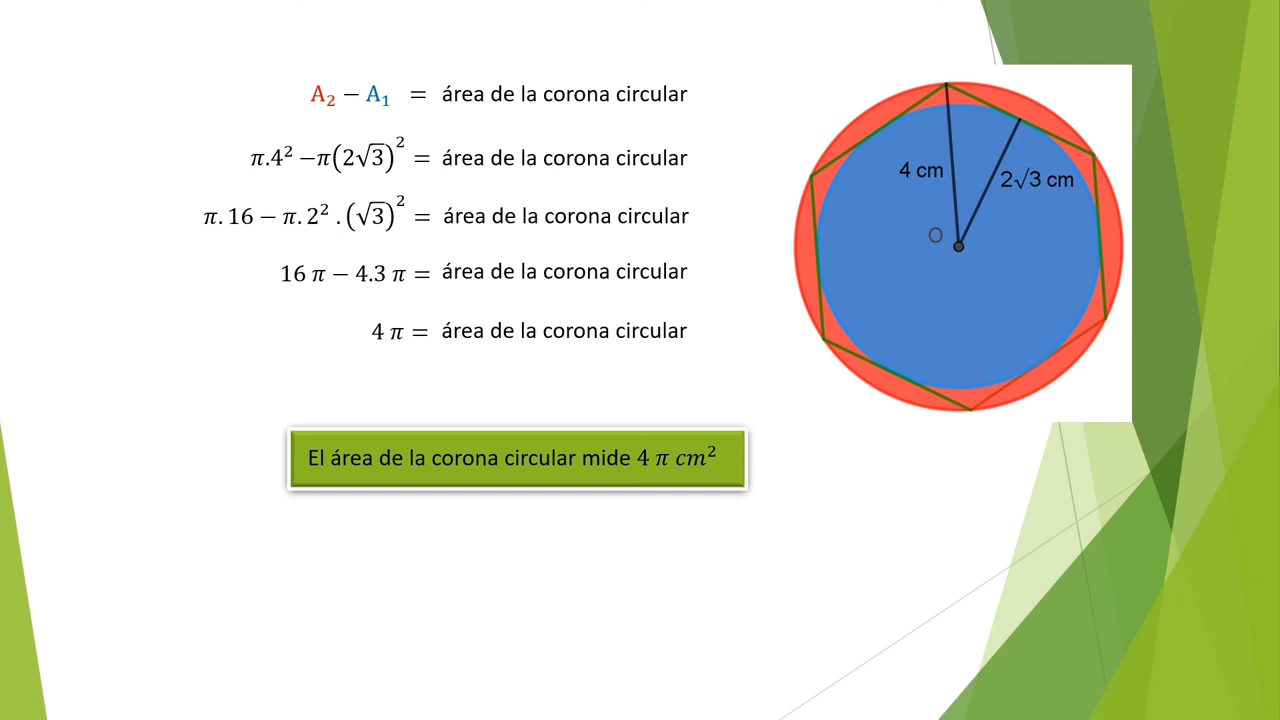 A₂ − A₁ = área de la corona circular
π.4² −π(2√3)² = área de la corona circular
π. 16 − π. 2² . (√3)² = área de la corona circular
16 π − 4.3 π = área de la corona circular
4 π = área de la corona circular
El área de la corona circular mide 4 π cm²
4 cm
2√3 cm
O